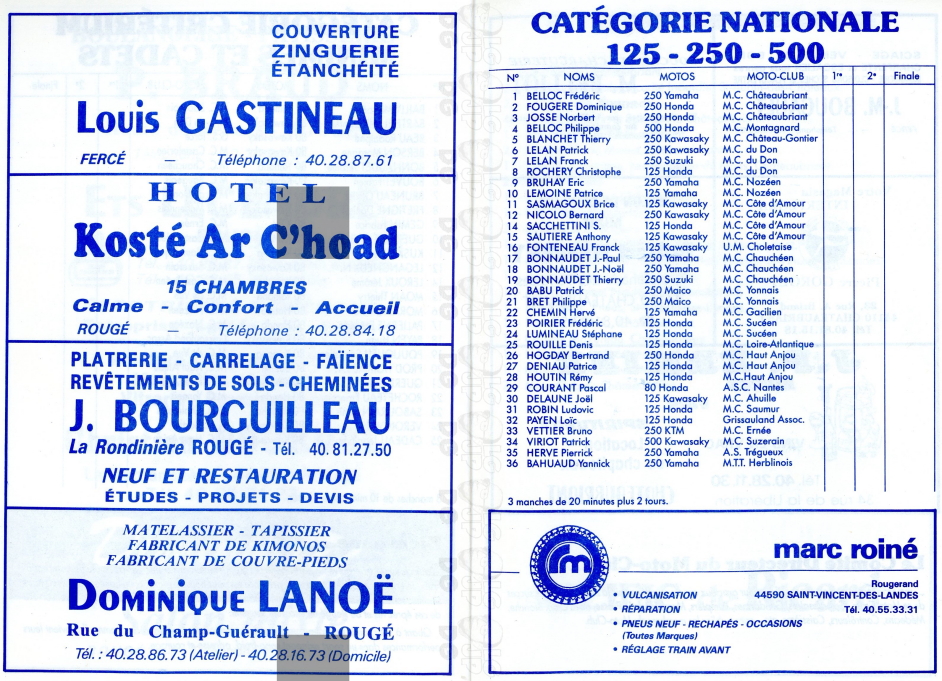 COUVERTURE
ZINGUERIE
ÉTANCHÉITÉ
Louis GASTINEAU
FERCÉ — Téléphone : 40.28.87.61
HOTEL
Kosté Ar C'hoad
15 CHAMBRES
Calme - Confort - Accueil
ROUGÉ — Téléphone : 40.28.84.18
PLATRERIE - CARRELAGE - FAÏENCE
REVÊTEMENTS DE SOLS - CHEMINÉES
J. BOURGUILLEAU
La Rondinière ROUGÉ - Tél. 40.81.27.50
NEUF ET RESTAURATION
ÉTUDES - PROJETS - DEVIS
MATELASSIER - TAPISSIER
FABRICANT DE KIMONOS
FABRICANT DE COUVRE-PIEDS
Dominique LANOË
Rue du Champ-Guérault - ROUGÉ
Tél. : 40.28.86.73 (Atelier) - 40.28.16.73 (Domicile)
CATÉGORIE NATIONALE
125 - 250 - 500
N° NOMS MOTOS MOTO-CLUB 1re 2e Finale
1 BELLOC Frédéric 250 Yamaha M.C. Châteaubriant
2 FOUGERE Dominique 250 Honda M.C. Châteaubriant
3 JOSSE Norbert 250 Honda M.C. Châteaubriant
4 BELLOC Philippe 500 Honda M.C. Montagnard
5 BLANCHET Thierry 250 Kawasaky M.C. Château-Gontier
6 LELAN Patrick 250 Kawasaky M.C. du Don
7 LELAN Franck 250 Suzuki M.C. du Don
8 ROCHERY Christophe 125 Honda M.C. du Don
9 BRUHAY Eric 250 Yamaha M.C. Nozéen
10 LEMOINE Patrice 125 Yamaha M.C. Nozéen
11 SASMAGOUX Brice 125 Kawasaky M.C. Côte d'Amour
12 NICOLO Bernard 250 Kawasaky M.C. Côte d'Amour
14 SACCHETTINI S. 125 Honda M.C. Côte d'Amour
15 SAUTIERE Anthony 125 Kawasaky M.C. Côte d'Amour
16 FONTENEAU Franck 125 Kawasaky U.M. Choletaise
17 BONNAUDET J.-Paul 250 Yamaha M.C. Chauchéen
18 BONNAUDET J.-Noël 250 Yamaha M.C. Chauchéen
19 BONNAUDET Thierry 250 Suzuki M.C. Chauchéen
20 BABU Patrick 250 Maico M.C. Yonnais
21 BRET Philippe 250 Maico M.C. Yonnais
22 CHEMIN Hervé 125 Yamaha M.C. Gacilien
23 POIRIER Frédéric 125 Honda M.C. Sucéen
24 LUMINEAU Stéphane 125 Honda M.C. Sucéen
25 ROUILLE Denis 125 Honda M.C. Loire-Atlantique
26 HOGDAY Bertrand 250 Honda M.C. Haut Anjou
27 DENIAU Patrice 125 Honda M.C. Haut Anjou
28 HOUTIN Rémy 125 Honda M.C.Haut Anjou
29 COURANT Pascal 80 Honda A.S.C. Nantes
30 DELAUNE Joël 125 Kawasaky M.C. Ahuille
31 ROBIN Ludovic 125 Honda M.C. Saumur
32 PAYEN Loïc 125 Honda Grissauland Assoc.
33 VETTIER Bruno 250 KTM M.C. Ernée
34 VIRIOT Patrick 500 Kawasaky M.C. Suzerain
35 HERVE Pierrick 250 Yamaha A.S. Trégueux
36 BAHUAUD Yannick 250 Yamaha M.T.T. Herblinois
3 manches de 20 minutes plus 2 tours.
rm
marc roiné
Rougerand
44590 SAINT-VINCENT-DES-LANDES
Tél. 40.55.33.31
• VULCANISATION
• RÉPARATION
• PNEUS NEUF - RECHAPÉS - OCCASIONS
(Toutes Marques)
• RÉGLAGE TRAIN AVANT